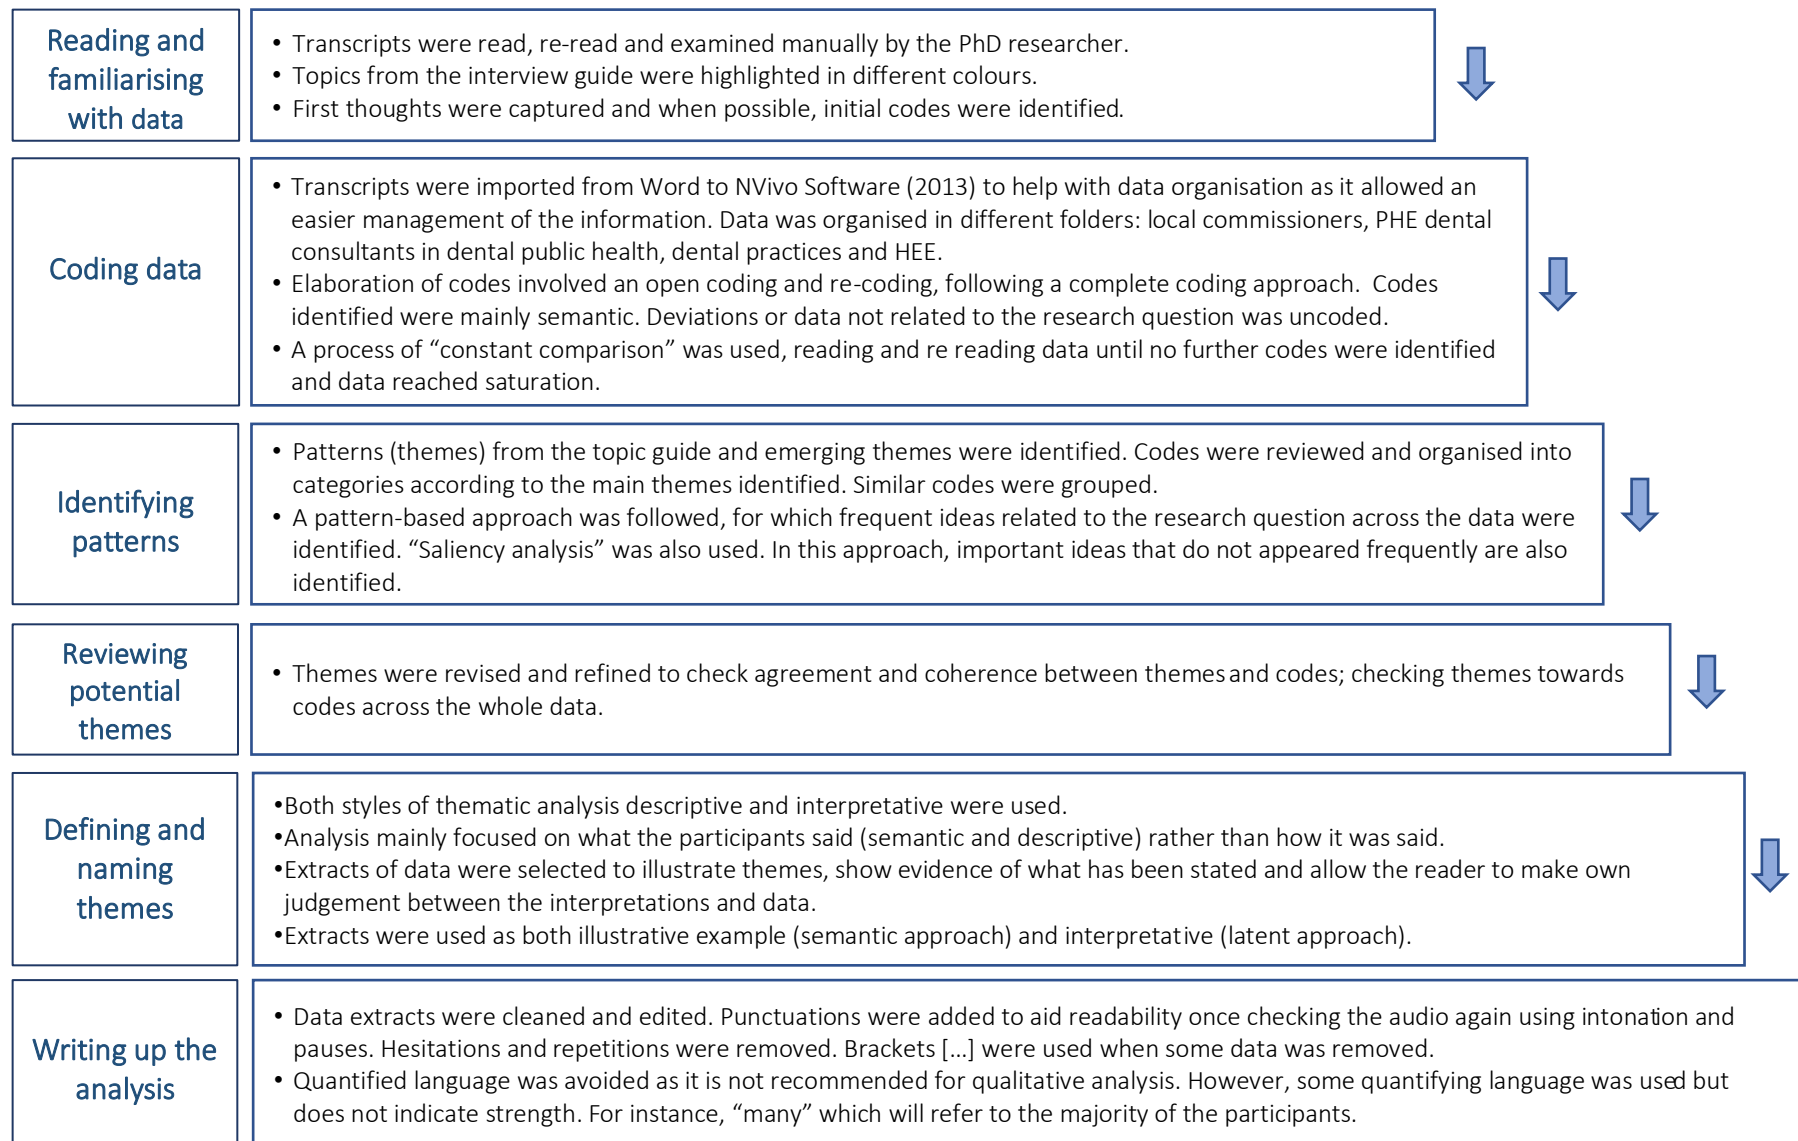 Reading and
familiarising
with data
• Transcripts were read, re-read and examined manually by the PhD researcher.
• Topics from the interview guide were highlighted in different colours.
• First thoughts were captured and when possible, initial codes were identified.
Coding data
• Transcripts were imported from Word to NVivo Software (2013) to help with data organisation as it allowed an
easier management of the information. Data was organised in different folders: local commissioners, PHE dental
consultants in dental public health, dental practices and HEE.
• Elaboration of codes involved an open coding and re-coding, following a complete coding approach. Codes
identified were mainly semantic. Deviations or data not related to the research question was uncoded.
• A process of “constant comparison” was used, reading and re reading data until no further codes were identified
and data reached saturation.
Identifying
patterns
• Patterns (themes) from the topic guide and emerging themes were identified. Codes were reviewed and organised into
categories according to the main themes identified. Similar codes were grouped.
• A pattern-based approach was followed, for which frequent ideas related to the research question across the data were
identified. “Saliency analysis” was also used. In this approach, important ideas that do not appeared frequently are also
identified.
Reviewing
potential
themes
• Themes were revised and refined to check agreement and coherence between themes and codes; checking themes towards
codes across the whole data.
Defining and
naming
themes
•Both styles of thematic analysis descriptive and interpretative were used.
•Analysis mainly focused on what the participants said (semantic and descriptive) rather than how it was said.
•Extracts of data were selected to illustrate themes, show evidence of what has been stated and allow the reader to make own
judgement between the interpretations and data.
•Extracts were used as both illustrative example (semantic approach) and interpretative (latent approach).
Writing up the
analysis
• Data extracts were cleaned and edited. Punctuations were added to aid readability once checking the audio again using intonation and
pauses. Hesitations and repetitions were removed. Brackets [...] were used when some data was removed.
• Quantified language was avoided as it is not recommended for qualitative analysis. However, some quantifying language was used but
does not indicate strength. For instance, “many” which will refer to the majority of the participants.